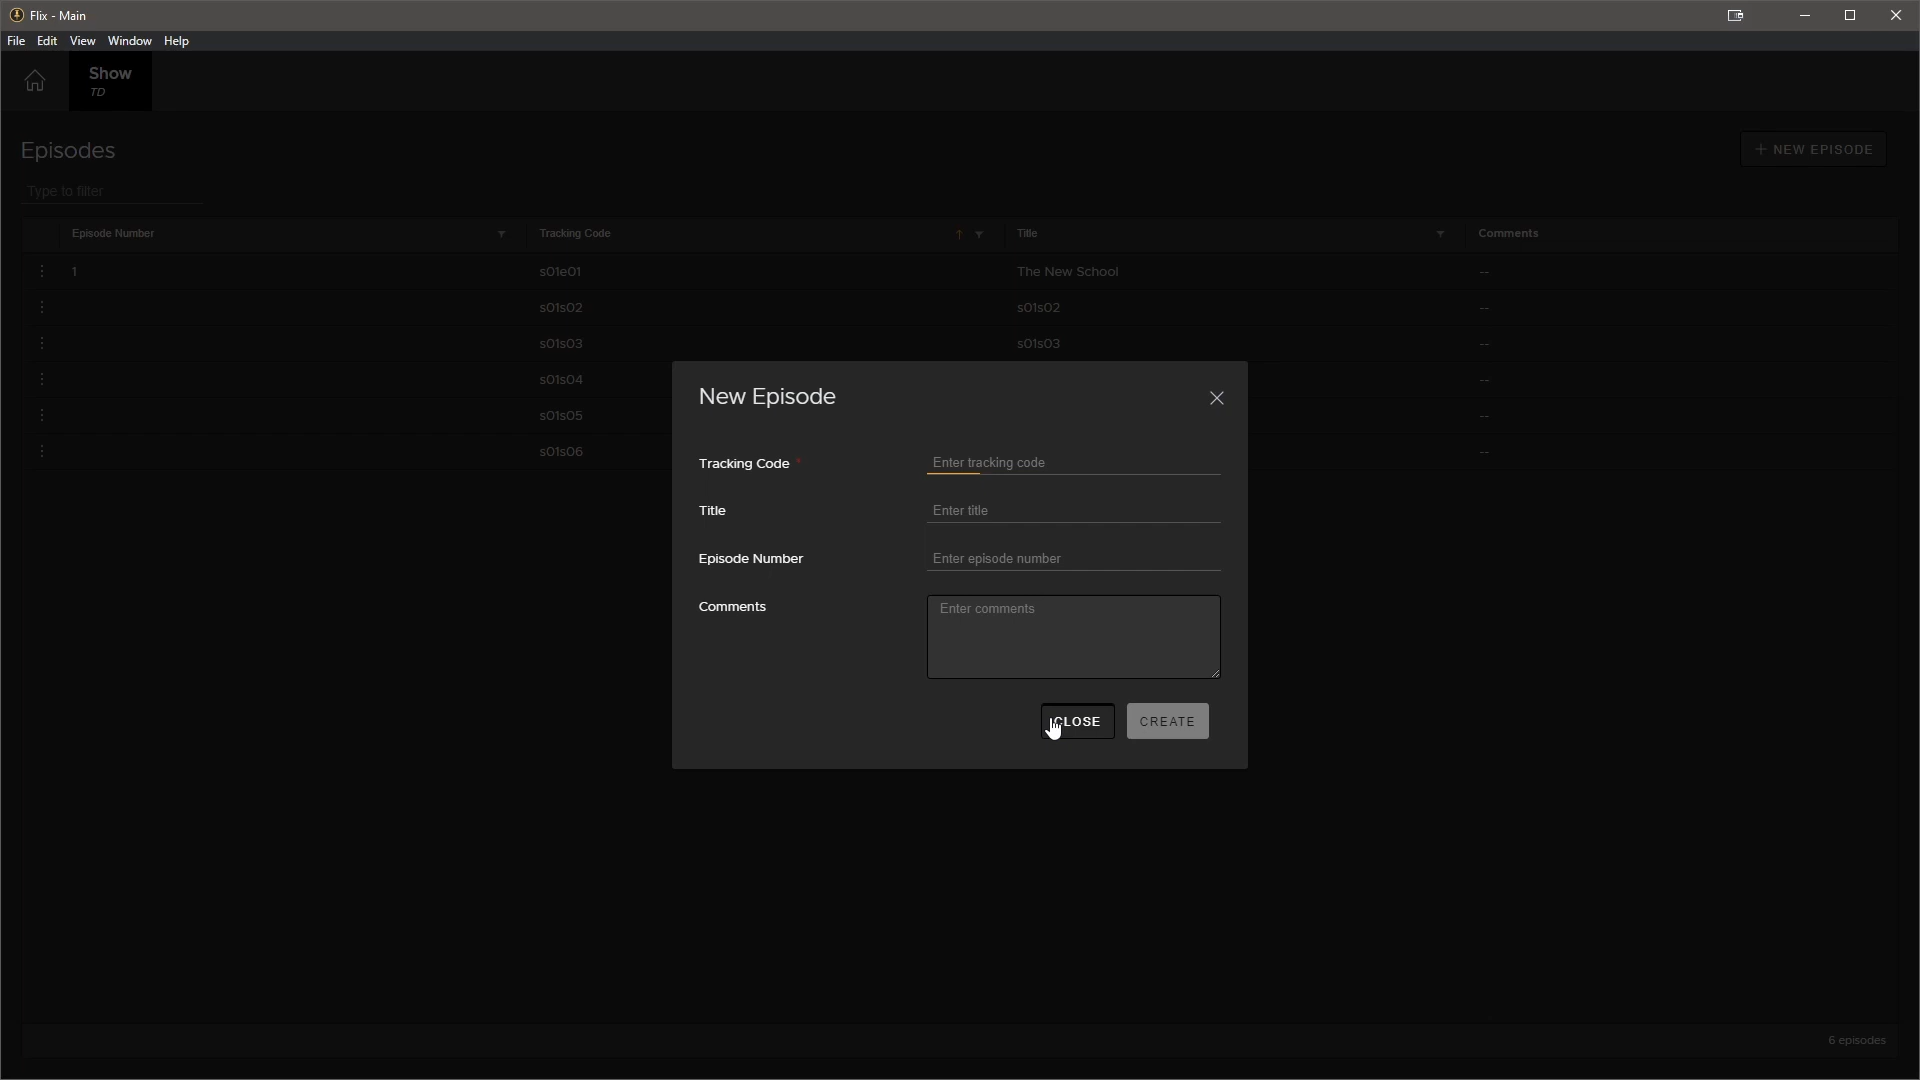 Flix - Main
File Edit View Window Help
Show
TD
Episodes
+ NEW EPISODE
Type to filter
Episode Number Tracking Code Title Comments
1 s01e01 The New School --
s01s02 s01s02 --
s01s03 s01s03 --
s01s04 --
s01s05 --
s01s06 --
New Episode
Tracking Code * Enter tracking code
Title Enter title
Episode Number Enter episode number
Comments Enter comments
CLOSE CREATE
6 episodes